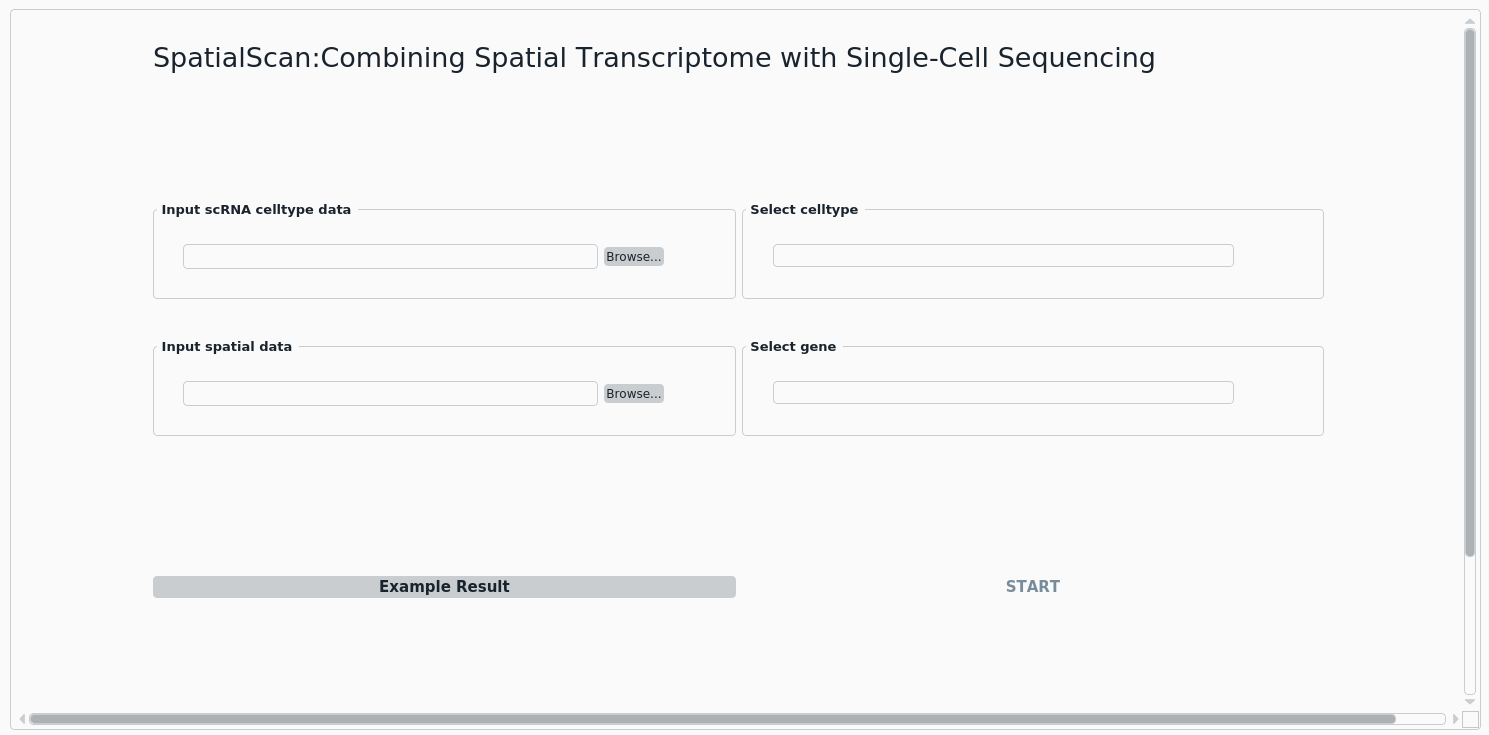 SpatialScan:Combining Spatial Transcriptome with Single-Cell Sequencing
Input scRNA celltype data
Select celltype
Browse...
Input spatial data
Select gene
Browse...
Example Result
START